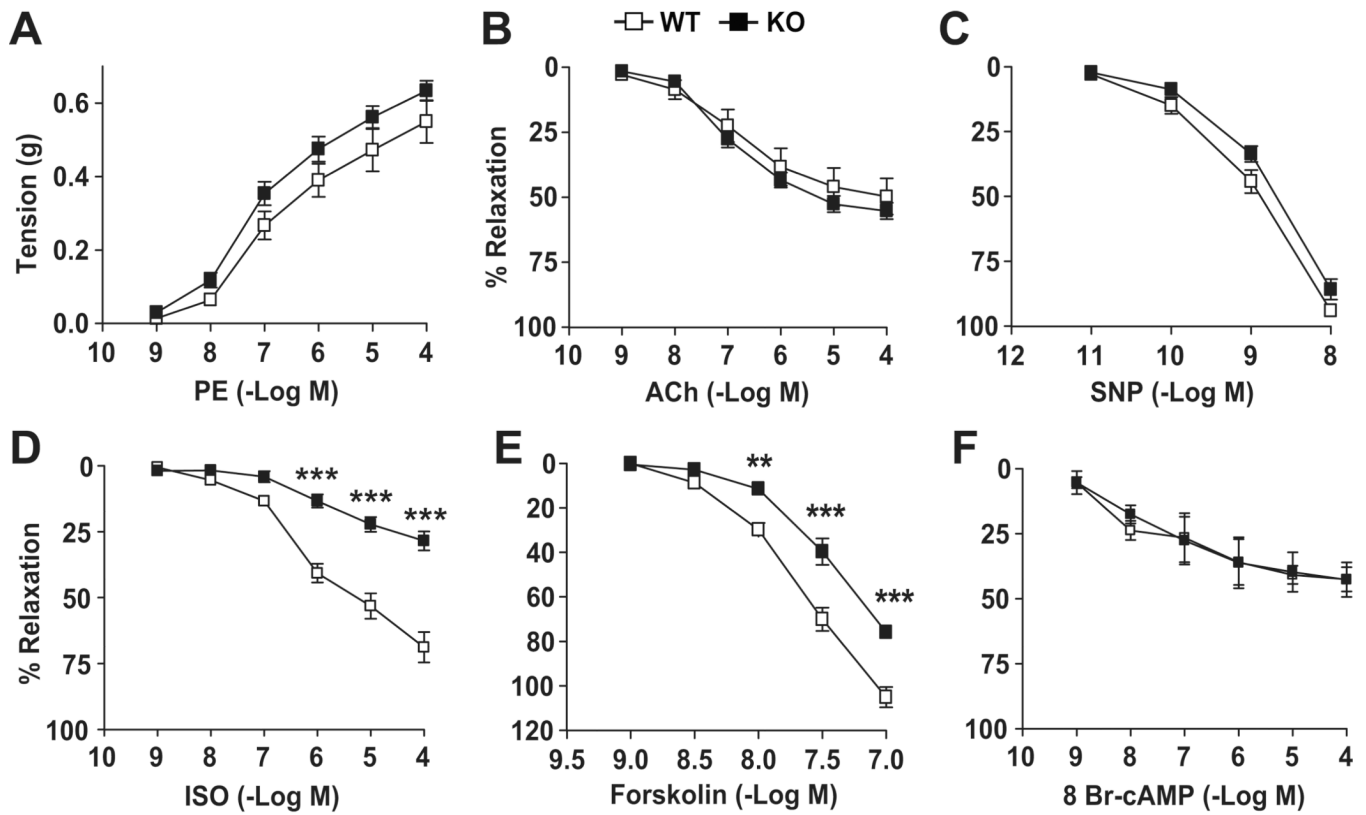 A
B
WT KO
C
Tension (g)
0.6
0.4
0.2
0.0
10 9 8 7 6 5 4
PE (-Log M)
% Relaxation
0
25
50
75
100
10 9 8 7 6 5 4
ACh (-Log M)
0
25
50
75
100
12 11 10 9 8
SNP (-Log M)
D
% Relaxation
0
25
50
75
100
*** *** ***
10 9 8 7 6 5 4
ISO (-Log M)
E
0
20
40
60
80
100
120
** *** ***
9.5 9.0 8.5 8.0 7.5 7.0
Forskolin (-Log M)
F
0
25
50
75
100
10 9 8 7 6 5 4
8 Br-cAMP (-Log M)